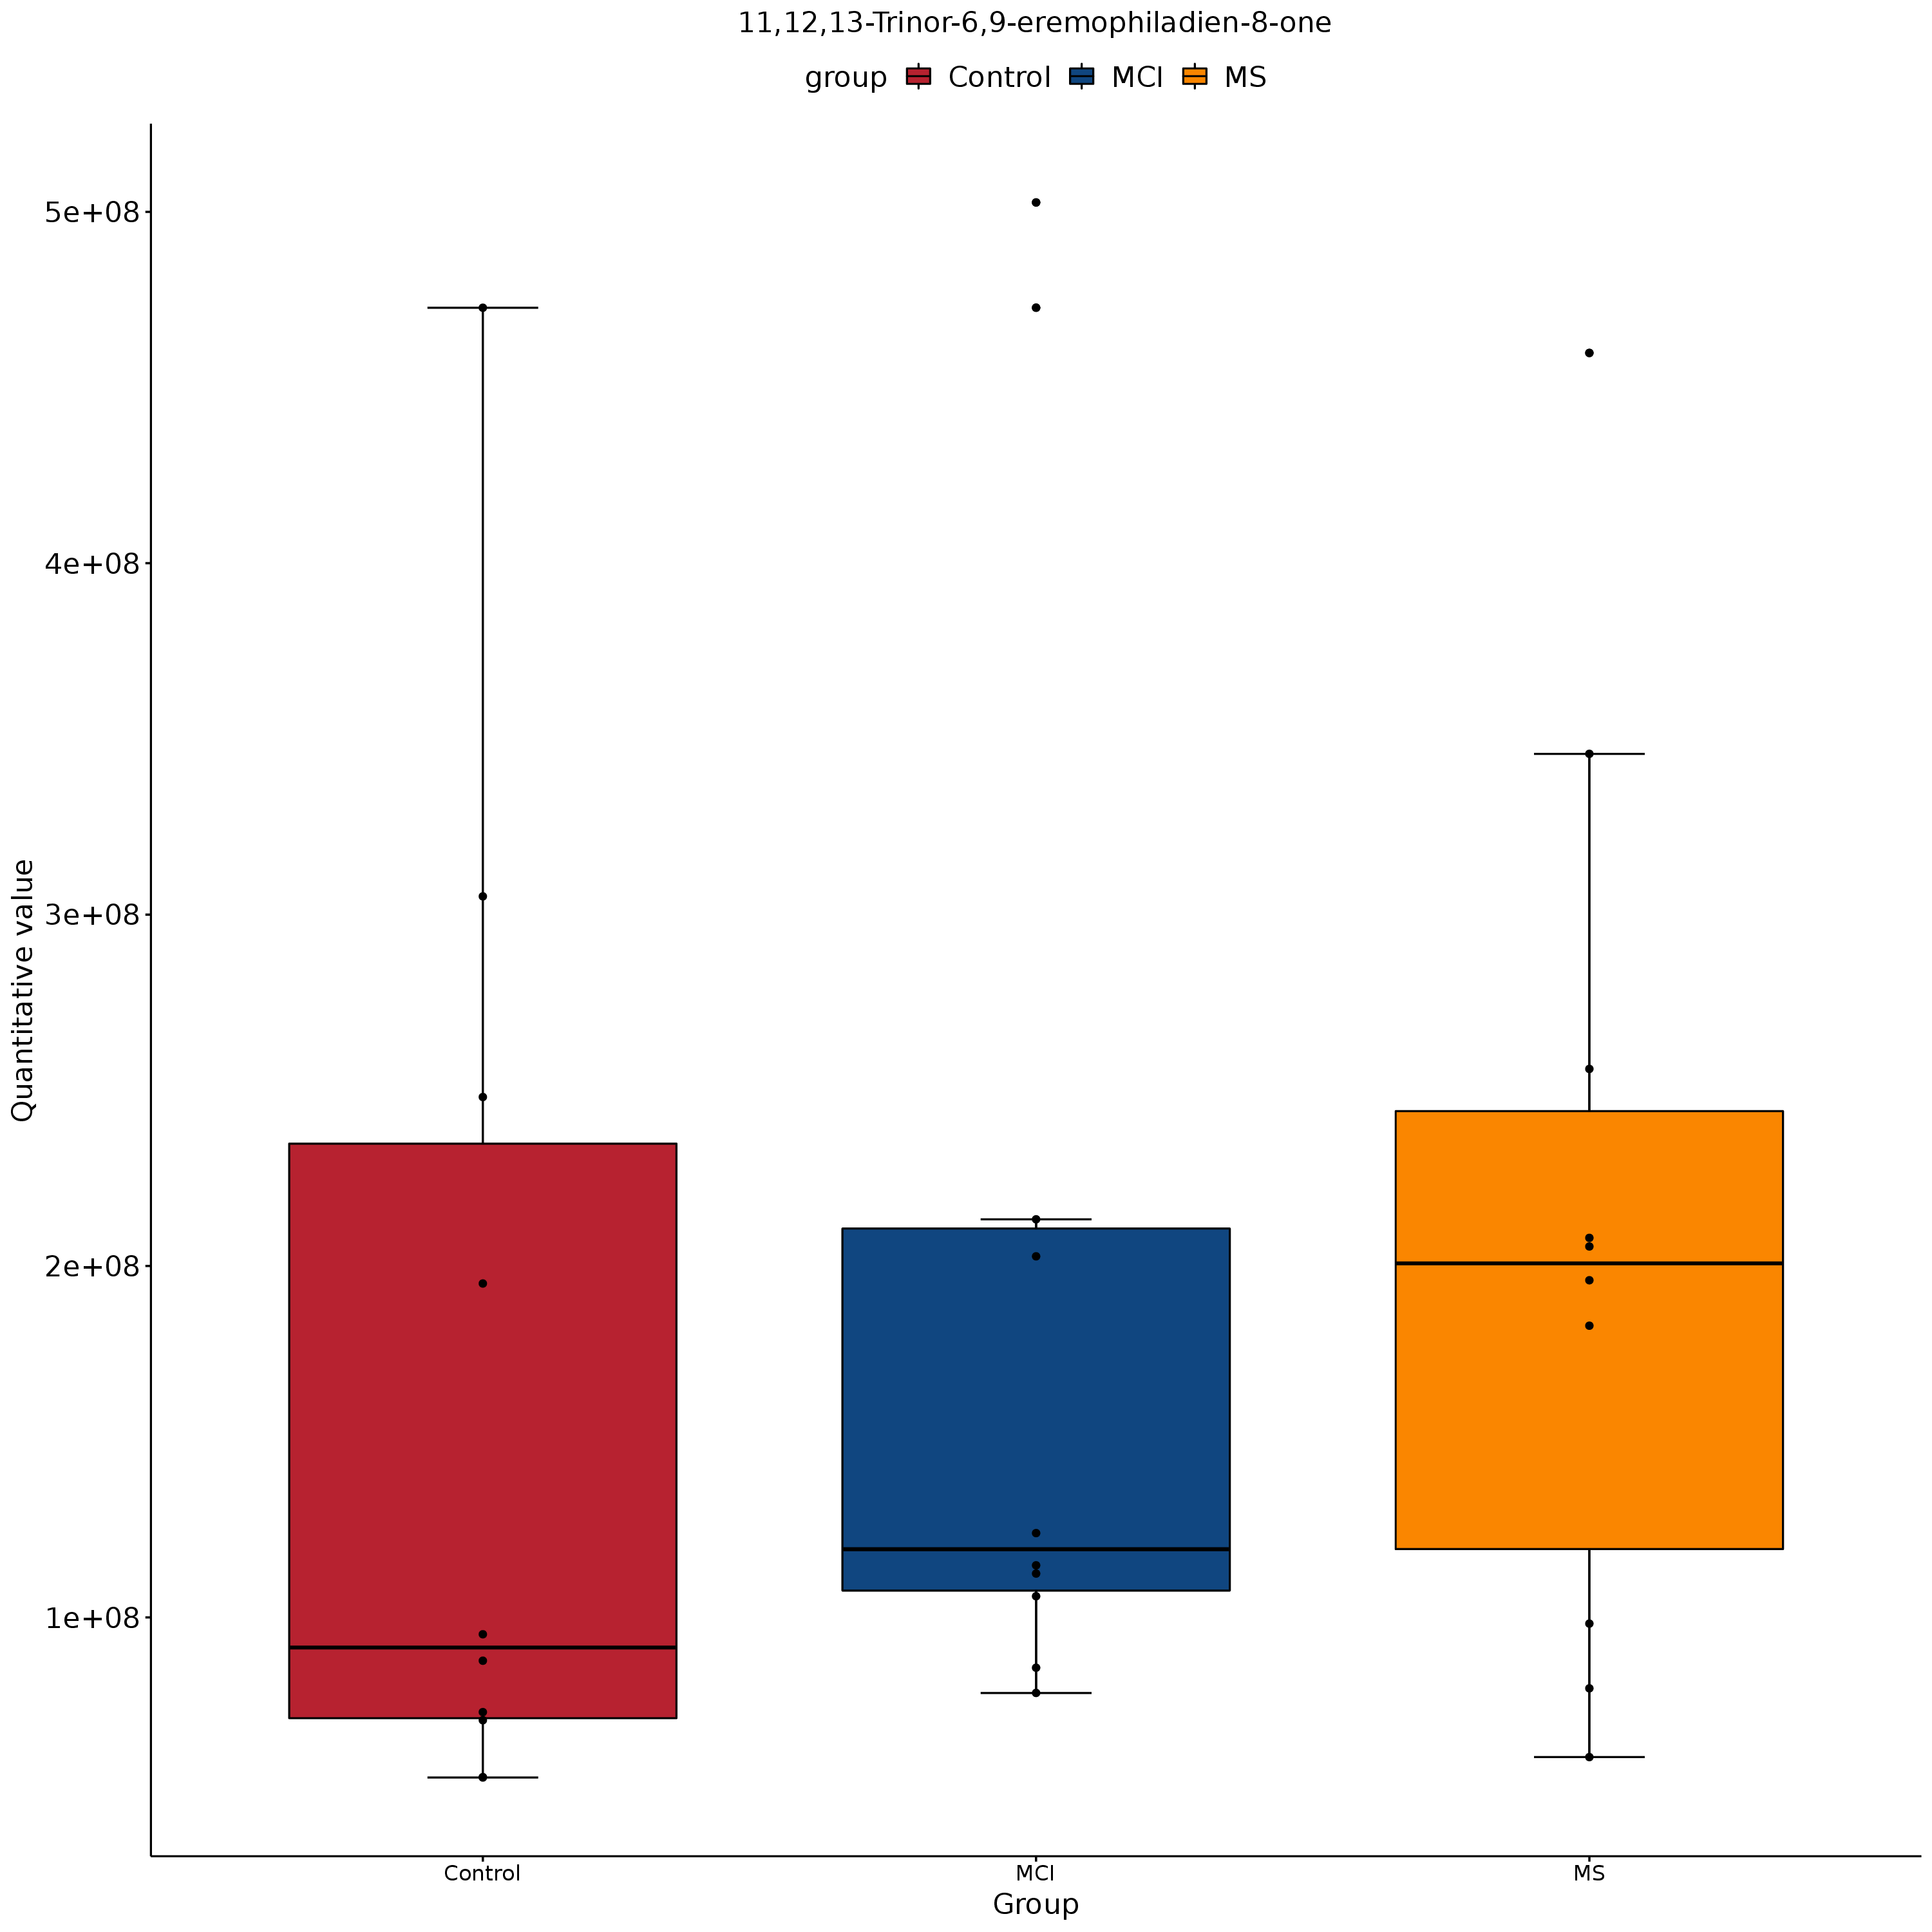 11,12,13-Trinor-6,9-eremophiladien-8-one
group Control MCI MS
5e+08
4e+08
3e+08
2e+08
1e+08
Quantitative value
Control MCI MS
Group